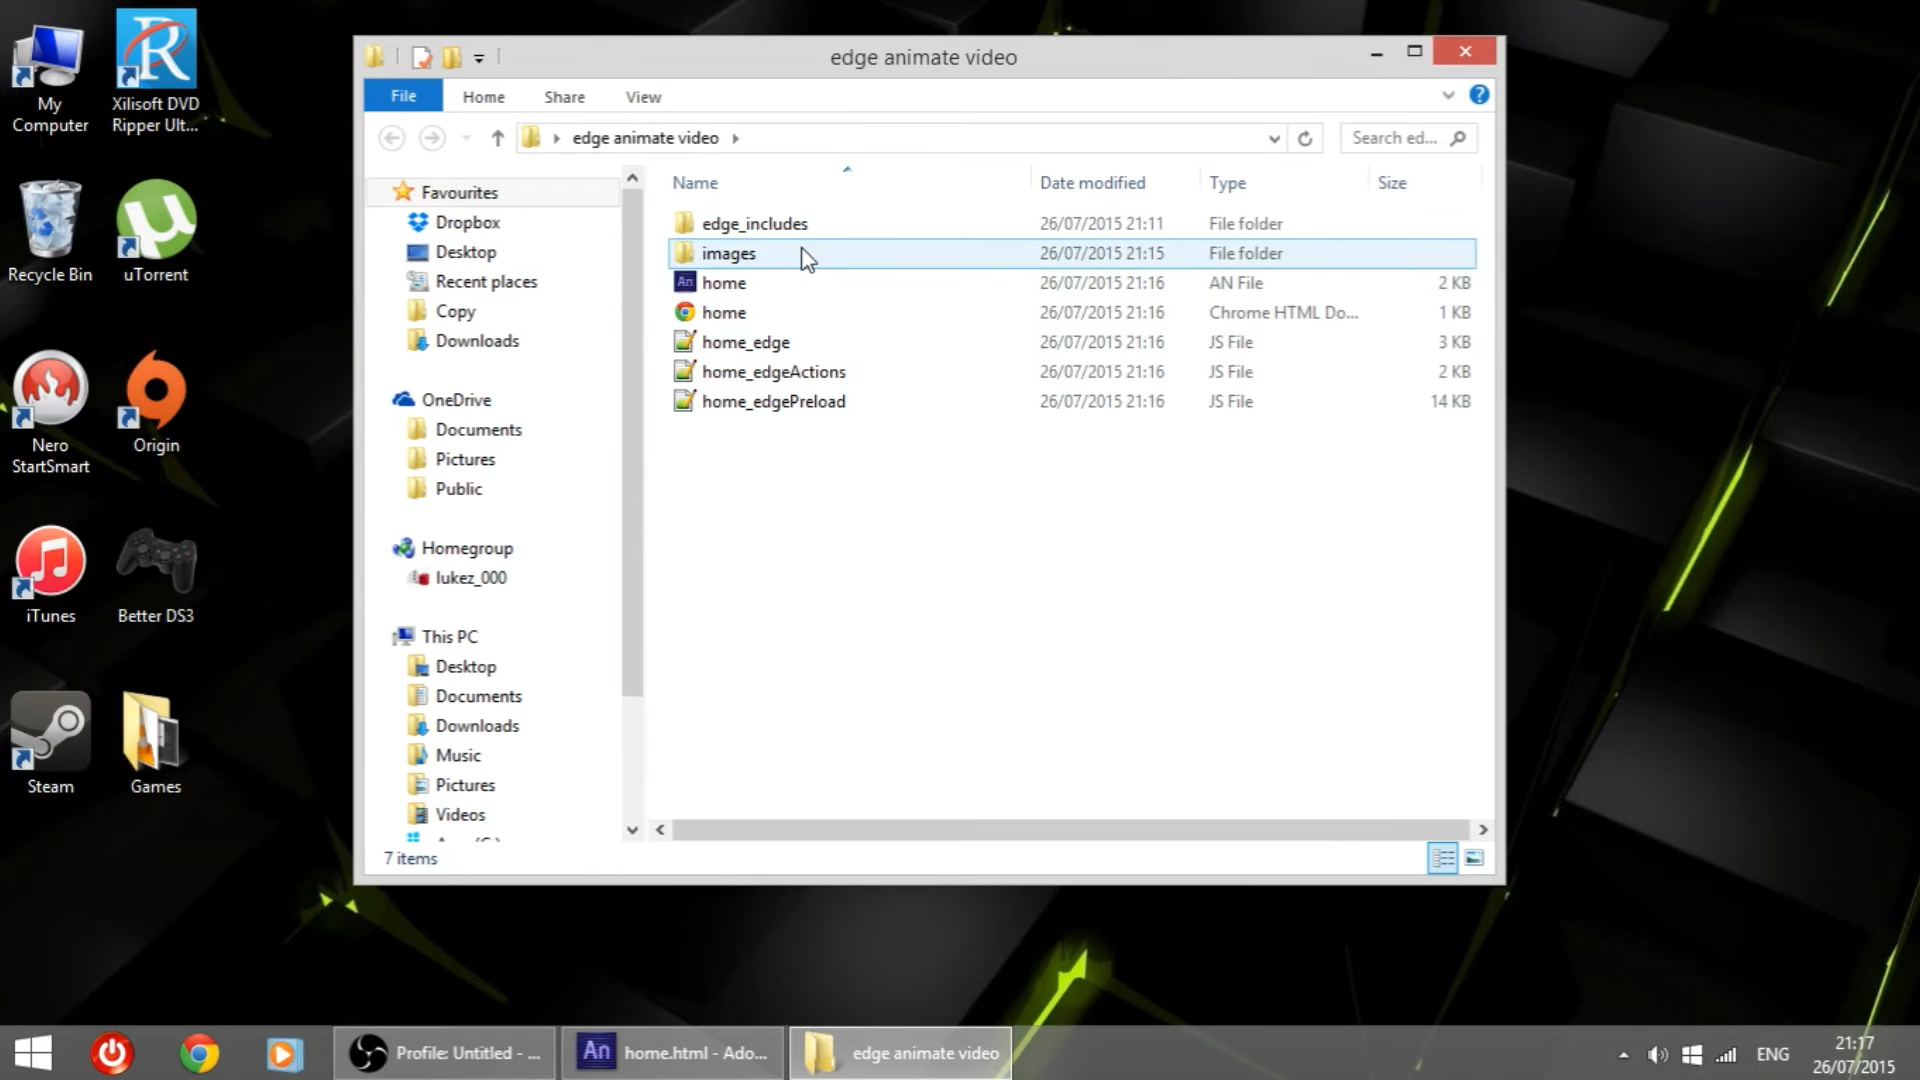 My
Computer
Xilisoft DVD
Ripper Ult...
Recycle Bin
uTorrent
Nero
StartSmart
Origin
iTunes
Better DS3
Steam
Games
edge animate video
File
Home
Share
View
edge animate video
Search ed...
Favourites
Dropbox
Desktop
Recent places
Copy
Downloads
OneDrive
Documents
Pictures
Public
Homegroup
lukez_000
This PC
Desktop
Documents
Downloads
Music
Pictures
Videos
Name Date modified Type Size
edge_includes 26/07/2015 21:11 File folder
images 26/07/2015 21:15 File folder
An home 26/07/2015 21:16 AN File 2 KB
home 26/07/2015 21:16 Chrome HTML Do... 1 KB
home_edge 26/07/2015 21:16 JS File 3 KB
home_edgeActions 26/07/2015 21:16 JS File 2 KB
home_edgePreload 26/07/2015 21:16 JS File 14 KB
7 items
Profile: Untitled - ...
An home.html - Ado...
edge animate video
ENG
21:17
26/07/2015